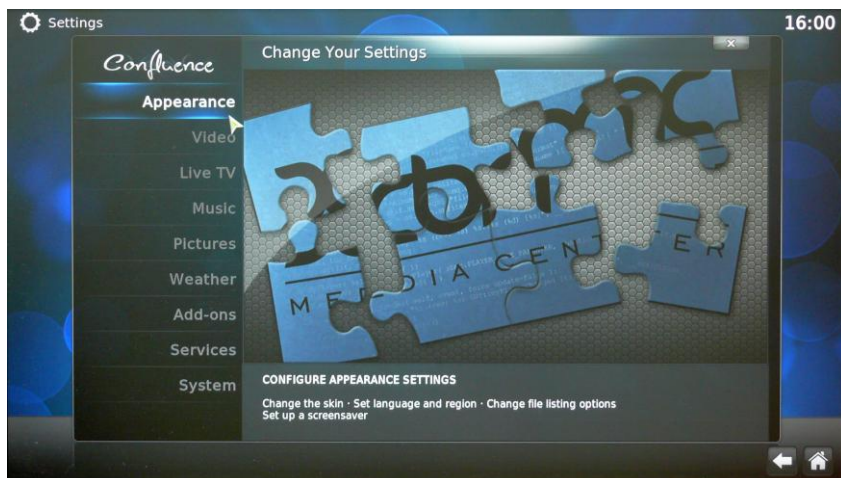 Settings
16:00
Confluence
Change Your Settings
x
Appearance
Video
Live TV
Music
Pictures
Weather
Add-ons
Services
System
xbmc
MEDIA CENTER
CONFIGURE APPEARANCE SETTINGS
Change the skin · Set language and region · Change file listing options
Set up a screensaver